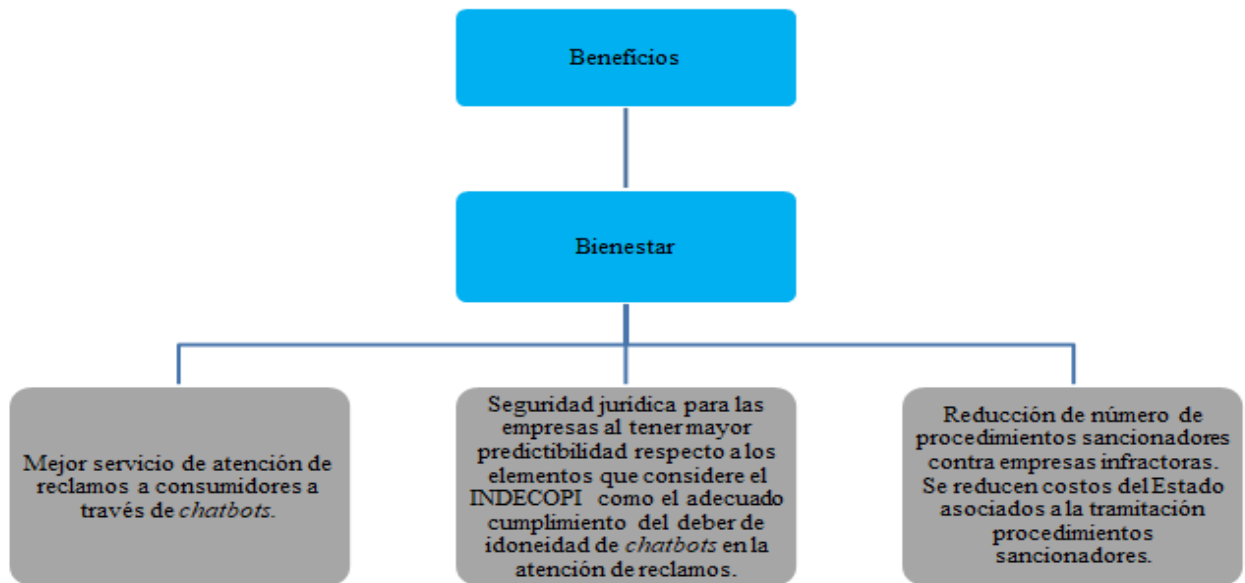 Beneficios
Bienestar
Mejor servicio de atención de
reclamos a consumidores a
través de chatbots.
Seguridad jurídica para las
empresas al tener mayor
predictibilidad respecto a los
elementos que considere el
INDECOPI como el adecuado
cumplimiento del deber de
idoneidad de chatbots en la
atención de reclamos.
Reducción de número de
procedimientos sancionadores
contra empresas infractoras.
Se reducen costos del Estado
asociados a la tramitación
procedimientos
sancionadores.